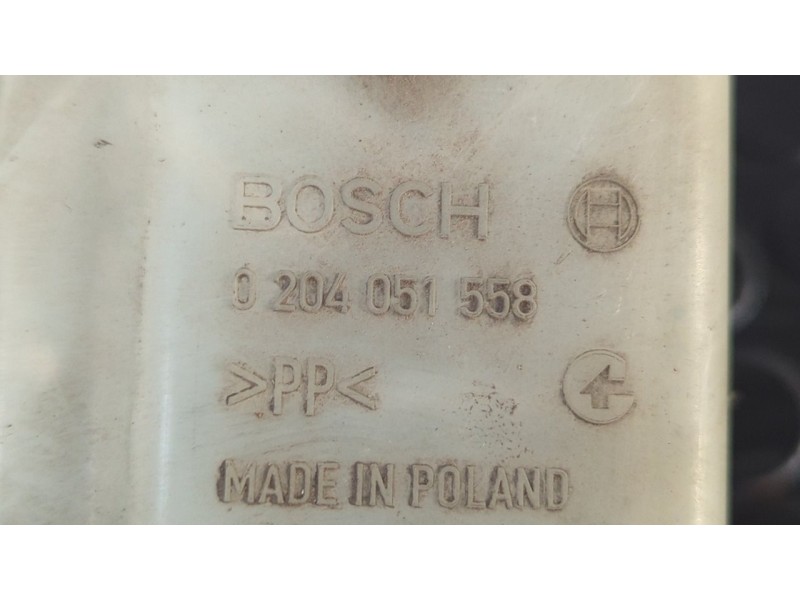 BOSCH
0 204 051 558
>PP<
MADE IN POLAND